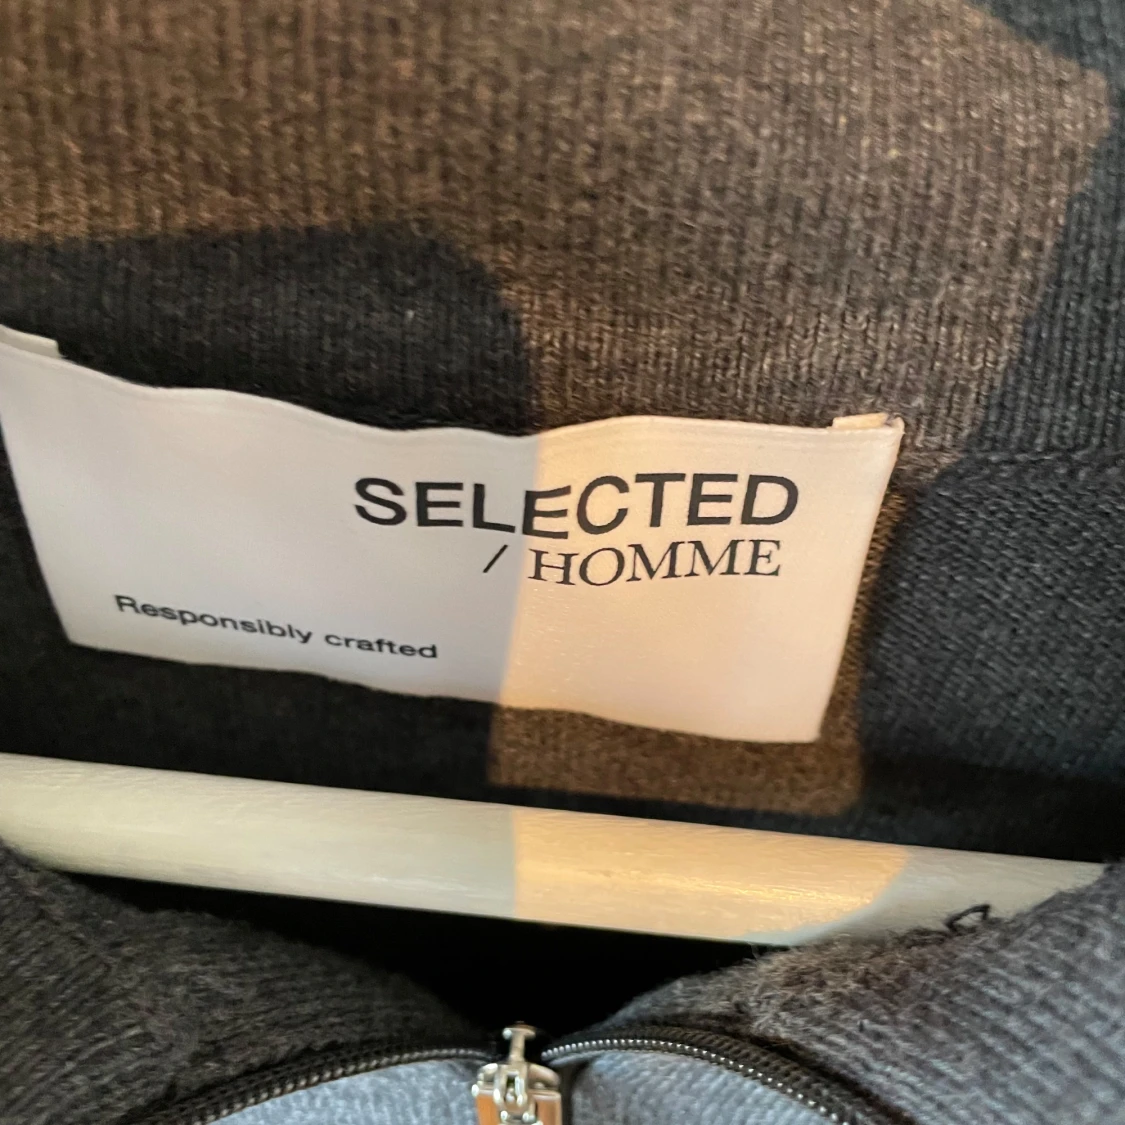 SELECTED
/ HOMME
Responsibly crafted